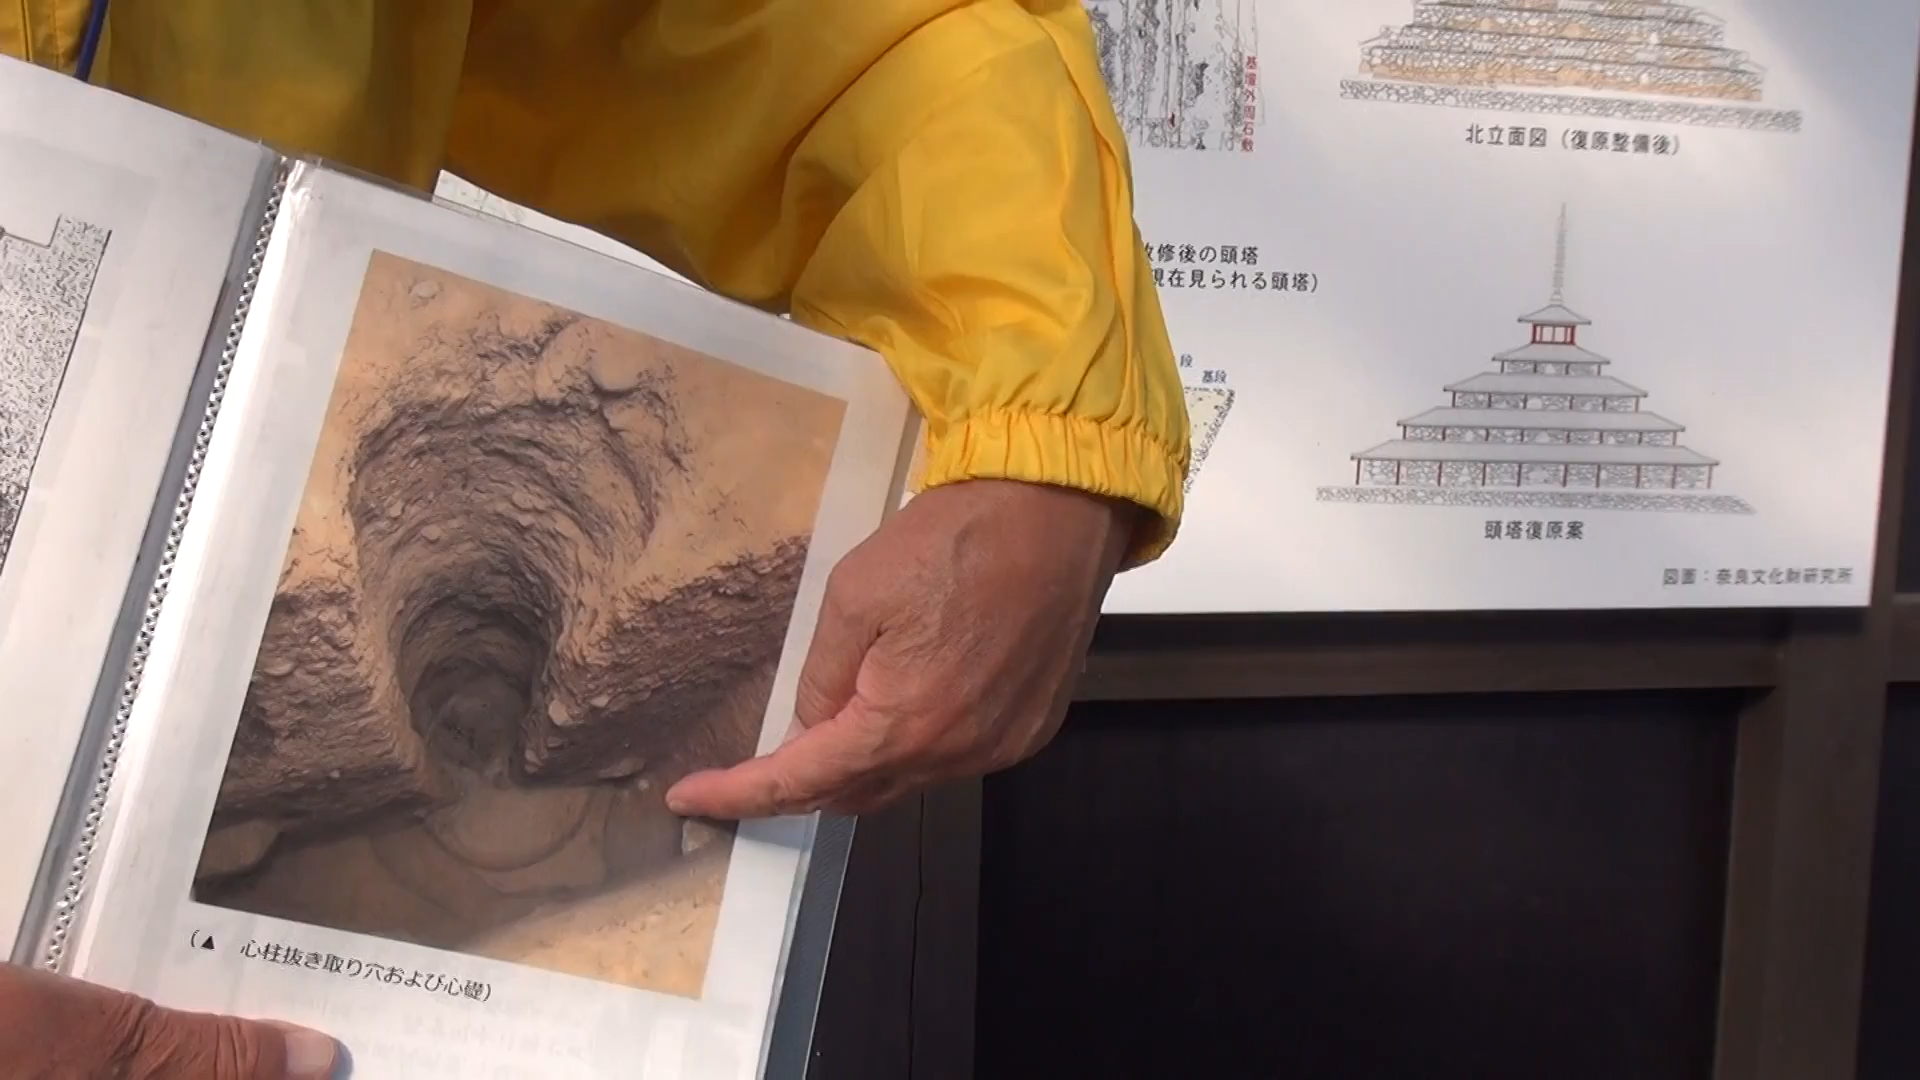 基壇外周石敷
北立面図（復原整備後）
改修後の頭塔
現在見られる頭塔）
段
基段
頭塔復原案
図面：奈良文化財研究所
（▲　心柱抜き取り穴および心礎）